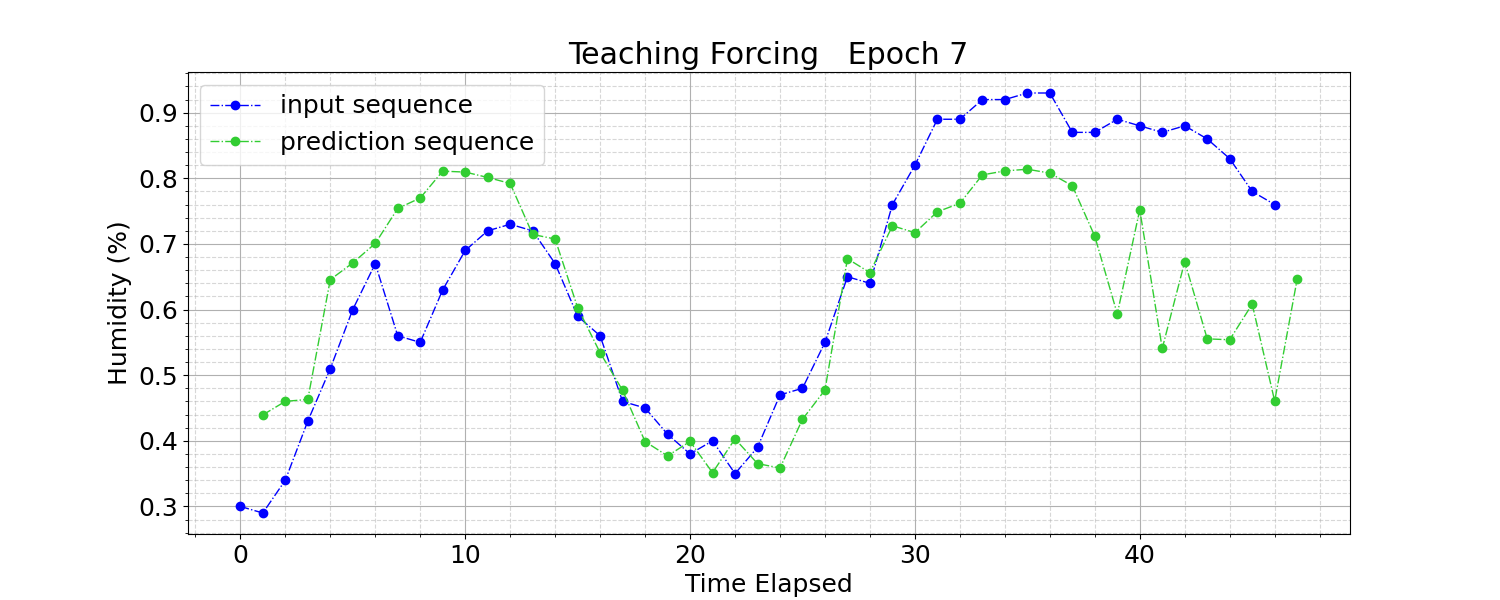 Teaching Forcing   Epoch 7
input sequence
prediction sequence
Humidity (%)
0.9
0.8
0.7
0.6
0.5
0.4
0.3
0 10 20 30 40
Time Elapsed